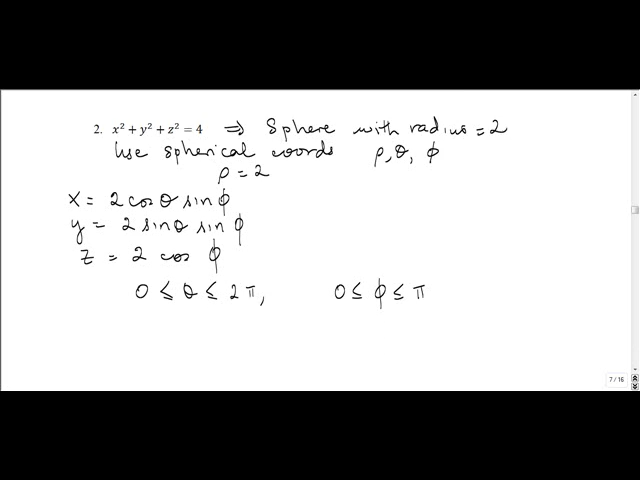 2. x² + y² + z² = 4 ⇒ Sphere with radius = 2
Use spherical coords ρ, θ, ϕ
ρ = 2
x = 2 cos θ sin ϕ
y = 2 sin θ sin ϕ
z = 2 cos ϕ
0 ≤ θ ≤ 2π, 0 ≤ ϕ ≤ π
7 / 16